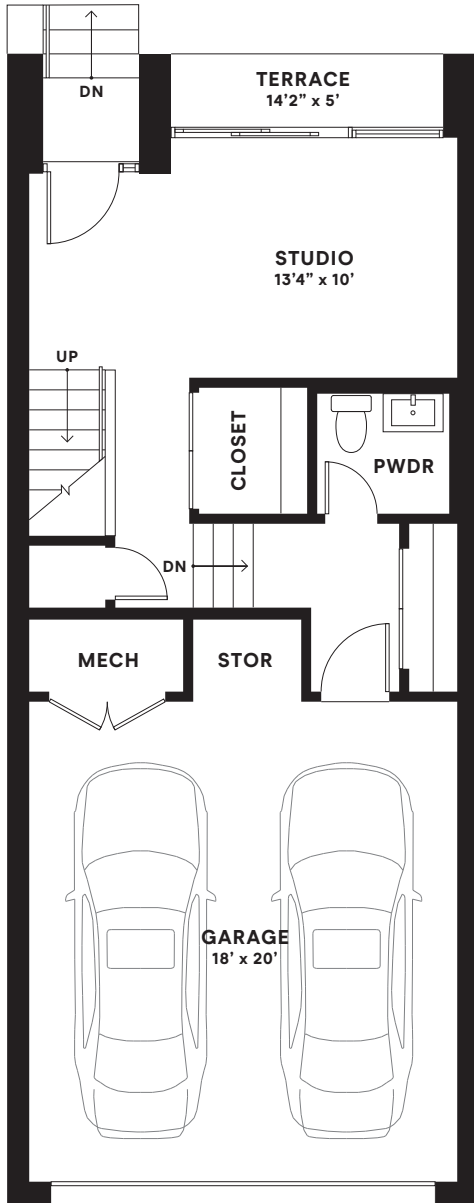 DN
TERRACE
14’2” x 5’
STUDIO
13’4” x 10’
UP
CLOSET
PWDR
DN
MECH
STOR
GARAGE
18’ x 20’